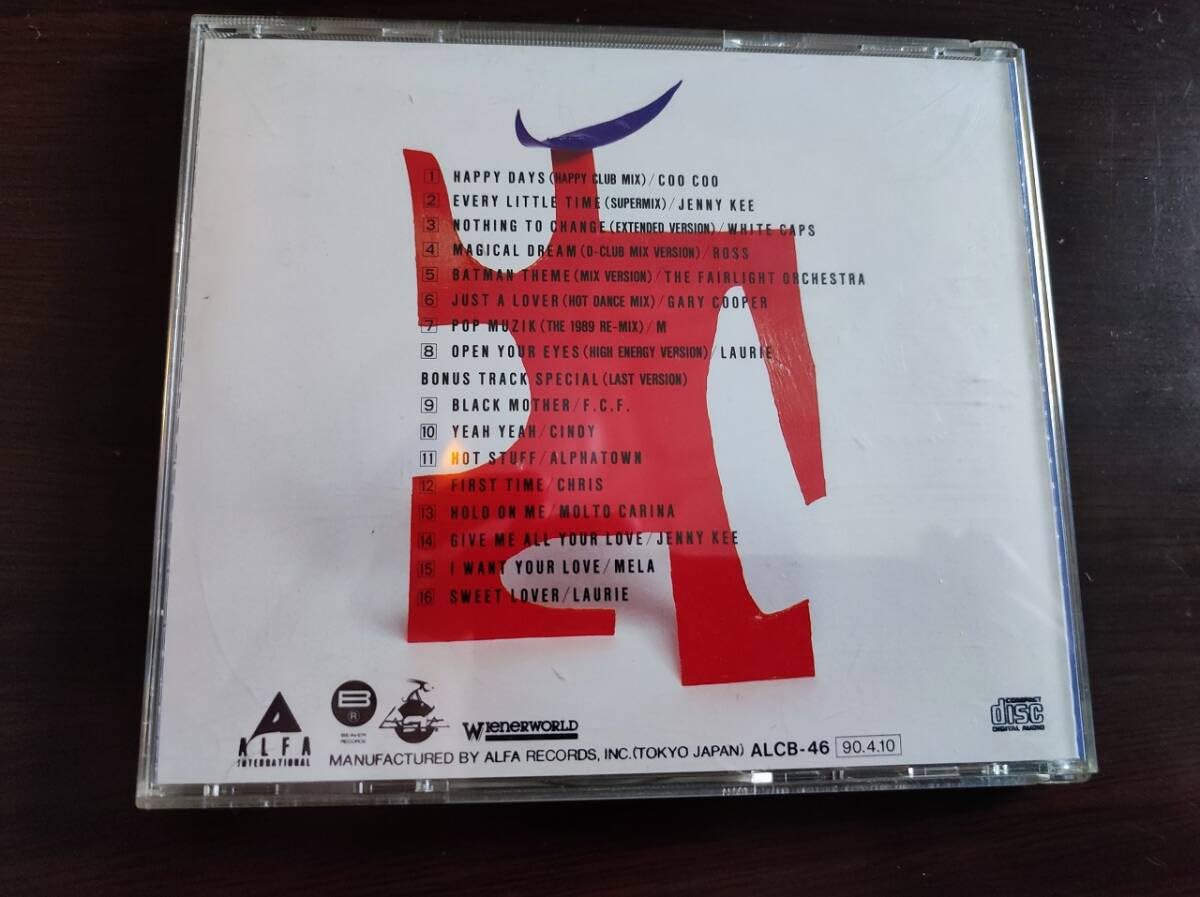 1 HAPPY DAYS (HAPPY CLUB MIX) / COO COO
2 EVERY LITTLE TIME (SUPERMIX) / JENNY KEE
3 NOTHING TO CHANGE (EXTENDED VERSION) / WHITE CAPS
4 MAGICAL DREAM (D-CLUB MIX VERSION) / ROSS
5 BATMAN THEME (MIX VERSION) / THE FAIRLIGHT ORCHESTRA
6 JUST A LOVER (HOT DANCE MIX) / GARY COOPER
7 POP MUZIK (THE 1989 RE-MIX) / M
8 OPEN YOUR EYES (HIGH ENERGY VERSION) / LAURIE
BONUS TRACK SPECIAL (LAST VERSION)
9 BLACK MOTHER / F.C.F.
10 YEAH YEAH / CINDY
11 HOT STUFF / ALPHATOWN
12 FIRST TIME / CHRIS
13 HOLD ON ME / MOLTO CARINA
14 GIVE ME ALL YOUR LOVE / JENNY KEE
15 I WANT YOUR LOVE / MELA
16 SWEET LOVER / LAURIE
ALFA
INTERNATIONAL
B
®
BEAVER
RECORDS
WIENERWORLD
COMPACT
disc
DIGITAL AUDIO
MANUFACTURED BY ALFA RECORDS, INC. (TOKYO JAPAN) ALCB-46 90.4.10